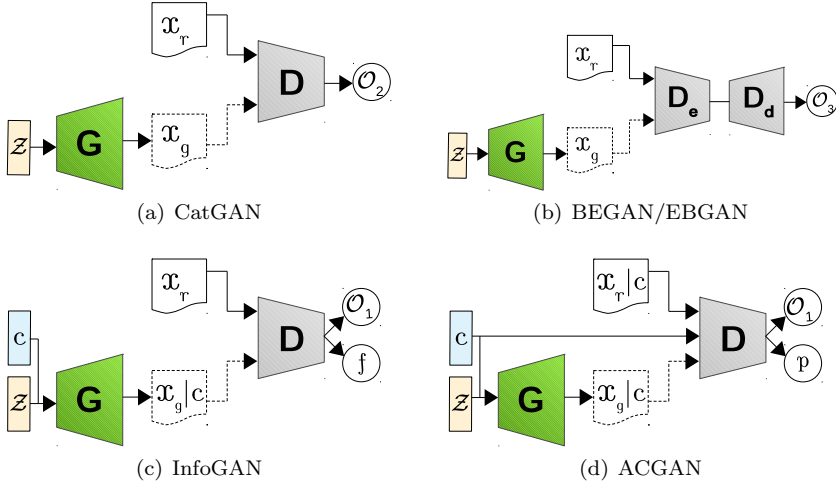 x_r
D
O_2
z
G
x_g
(a) CatGAN
x_r
D_e
D_d
O_3
z
G
x_g
(b) BEGAN/EBGAN
x_r
O_1
c
D
f
z
G
x_g|c
(c) InfoGAN
x_r|c
O_1
c
D
p
z
G
x_g|c
(d) ACGAN